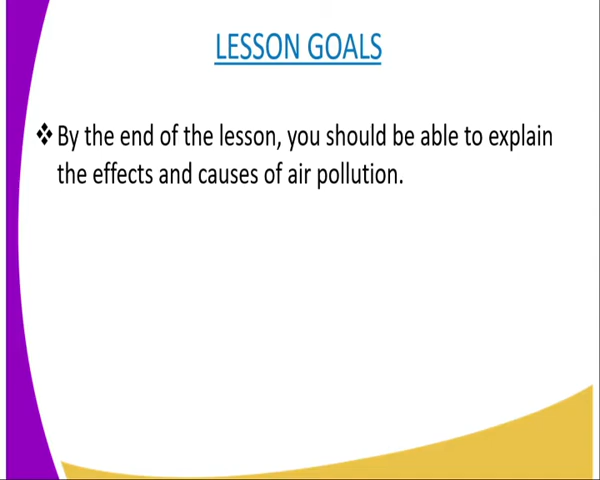 LESSON GOALS
❖By the end of the lesson, you should be able to explain
the effects and causes of air pollution.